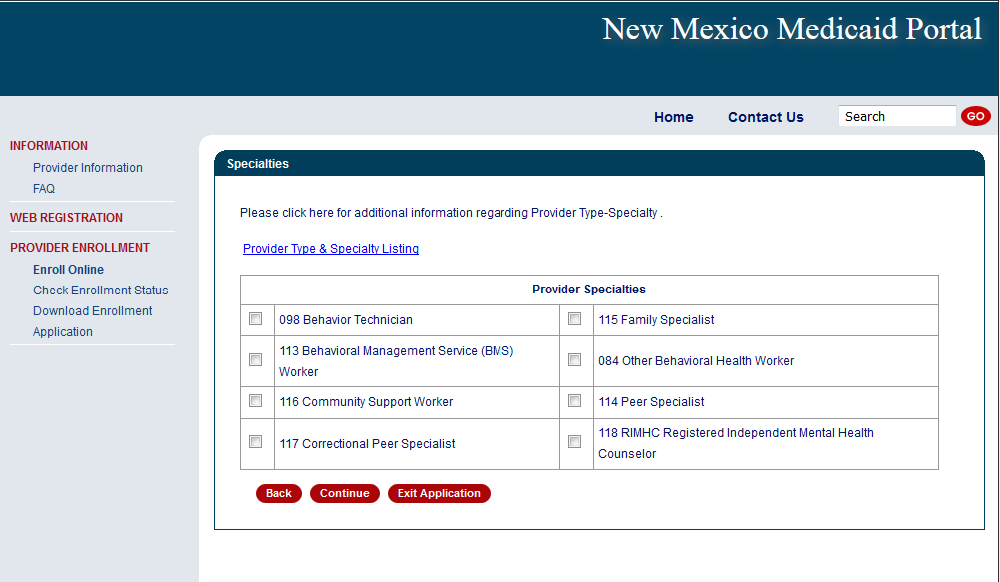 New Mexico Medicaid Portal
Home
Contact Us
Search
GO
INFORMATION
Provider Information
FAQ
WEB REGISTRATION
PROVIDER ENROLLMENT
Enroll Online
Check Enrollment Status
Download Enrollment
Application
Specialties
Please click here for additional information regarding Provider Type-Specialty .
Provider Type & Specialty Listing
Provider Specialties
098 Behavior Technician
115 Family Specialist
113 Behavioral Management Service (BMS)
Worker
084 Other Behavioral Health Worker
116 Community Support Worker
114 Peer Specialist
117 Correctional Peer Specialist
118 RIMHC Registered Independent Mental Health
Counselor
Back
Continue
Exit Application